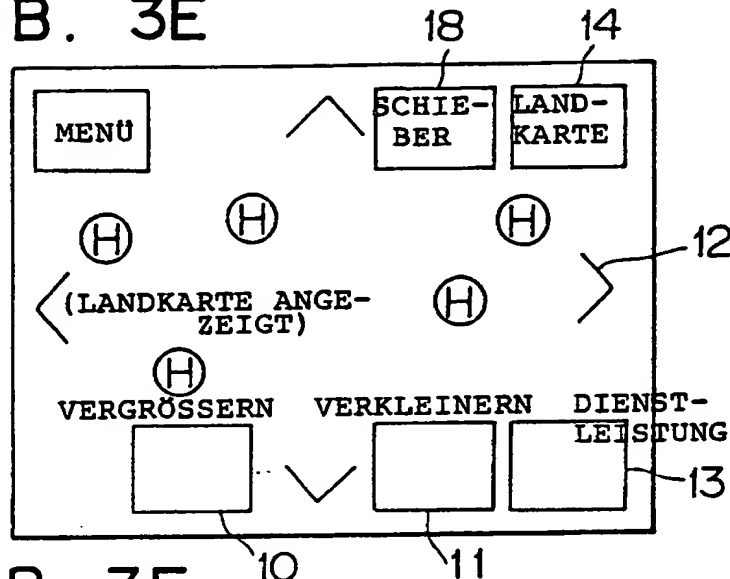 B. 3E
18
14
MENÜ
SCHIE-
BER
LAND-
KARTE
H
H
H
12
(LANDKARTE ANGE-
ZEIGT)
H
H
VERGRÖSSERN
VERKLEINERN
DIENST-
LEISTUNG
13
10
11
B. 3F